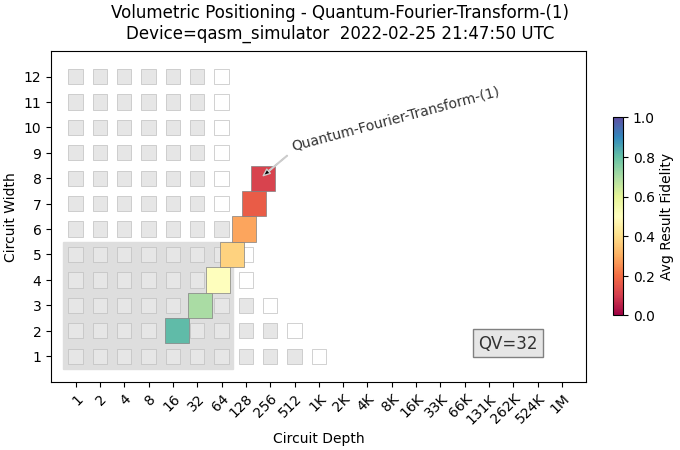 Volumetric Positioning - Quantum-Fourier-Transform-(1)
Device=qasm_simulator  2022-02-25 21:47:50 UTC
Circuit Width
12
11
10
9
8
7
6
5
4
3
2
1
Quantum-Fourier-Transform-(1)
QV=32
1 2 4 8 16 32 64 128 256 512 1K 2K 4K 8K 16K 33K 66K 131K 262K 524K 1M
Circuit Depth
1.0
0.8
0.6
0.4
0.2
0.0
Avg Result Fidelity